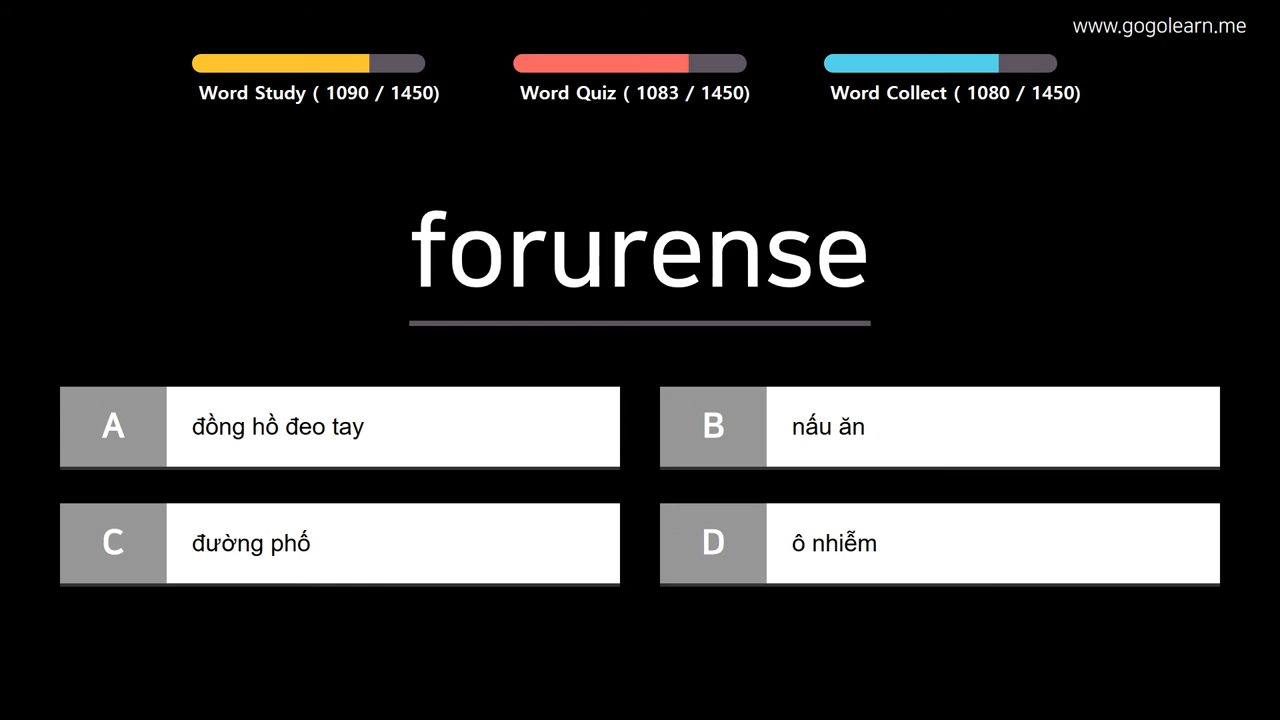 www.gogolearn.me
Word Study ( 1090 / 1450)
Word Quiz ( 1083 / 1450)
Word Collect ( 1080 / 1450)
forurense
A đồng hồ đeo tay
B nấu ăn
C đường phố
D ô nhiễm